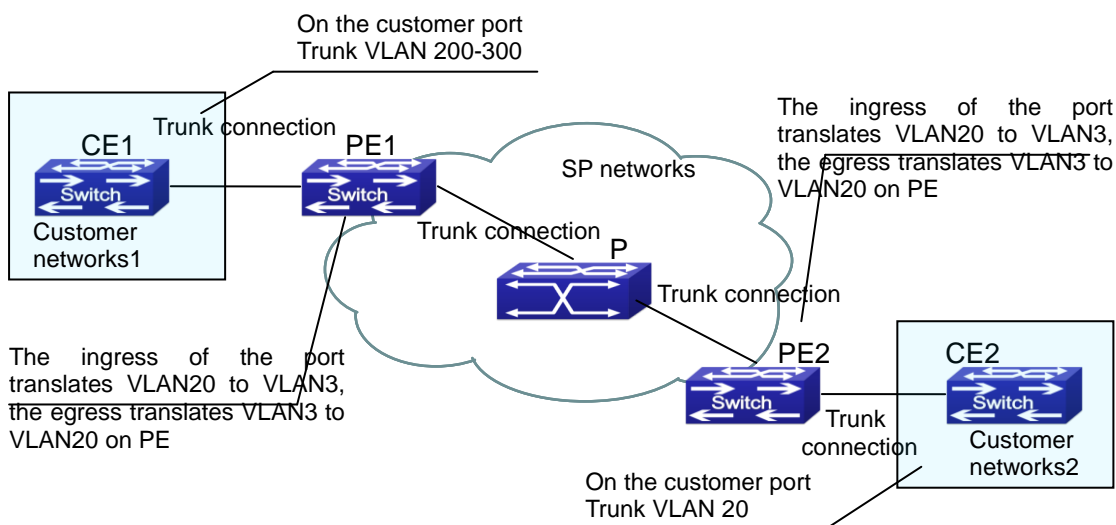 On the customer port
Trunk VLAN 200-300
Trunk connection
CE1
PE1
Switch
Switch
Customer
networks1
SP networks
The ingress of the port
translates VLAN20 to VLAN3,
the egress translates VLAN3 to
VLAN20 on PE
Trunk connection
P
Trunk connection
The ingress of the port
translates VLAN20 to VLAN3,
the egress translates VLAN3 to
VLAN20 on PE
PE2
CE2
Switch
Switch
Trunk
connection
Customer
networks2
On the customer port
Trunk VLAN 20